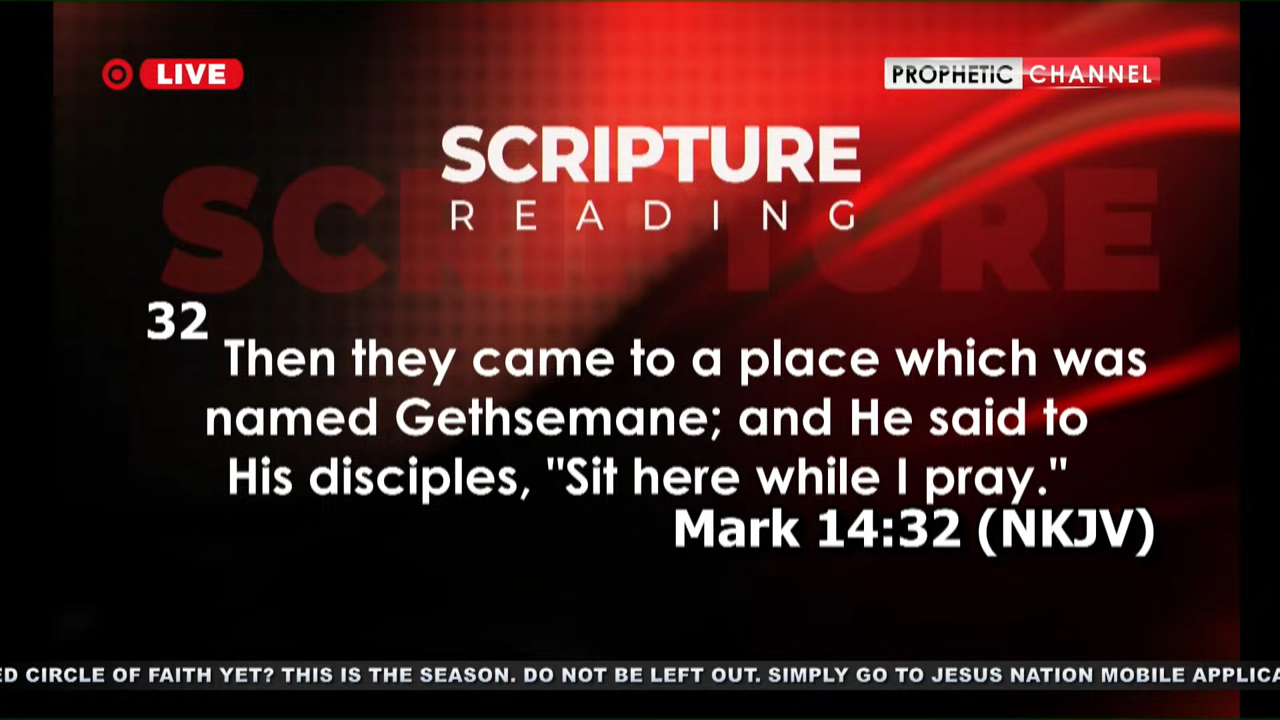 LIVE
PROPHETIC CHANNEL
SCRIPTURE
SCRIPTURE
READING
32
Then they came to a place which was
named Gethsemane; and He said to
His disciples, "Sit here while I pray."
Mark 14:32 (NKJV)
CIRCLE OF FAITH YET? THIS IS THE SEASON. DO NOT BE LEFT OUT. SIMPLY GO TO JESUS NATION MOBILE